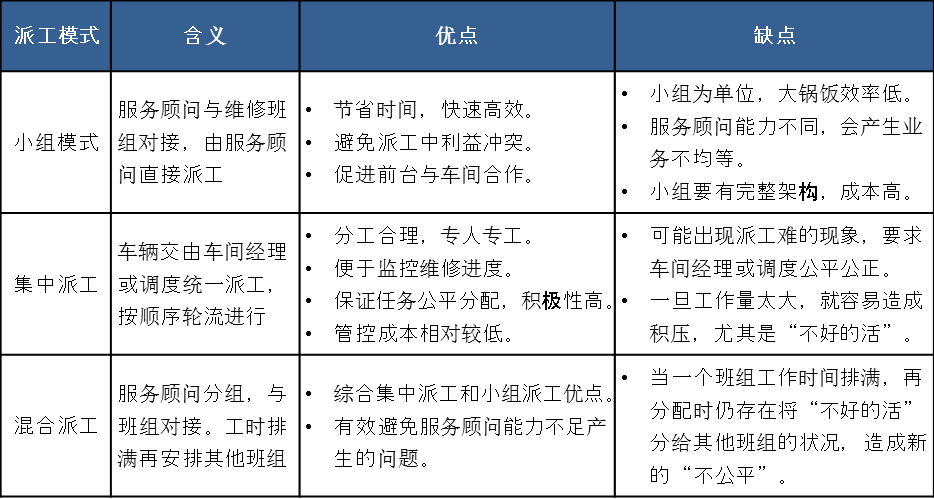 派工模式
含义
优点
缺点
小组模式
服务顾问与维修班
组对接，由服务顾
问直接派工
• 节省时间，快速高效。
• 避免派工中利益冲突。
• 促进前台与车间合作。
• 小组为单位，大锅饭效率低。
• 服务顾问能力不同，会产生业
务不均等。
• 小组要有完整架构，成本高。
集中派工
车辆交由车间经理
或调度统一派工，
按顺序轮流进行
• 分工合理，专人专工。
• 便于监控维修进度。
• 保证任务公平分配，积极性高。
• 管控成本相对较低。
• 可能出现派工难的现象，要求
车间经理或调度公平公正。
• 一旦工作量太大，就容易造成
积压，尤其是“不好的活”。
混合派工
服务顾问分组，与
班组对接。工时排
满再安排其他班组
• 综合集中派工和小组派工优点。
• 有效避免服务顾问能力不足产
生的问题。
• 当一个班组工作时间排满，再
分配时仍存在将“不好的活”
分给其他班组的状况，造成新
的“不公平”。